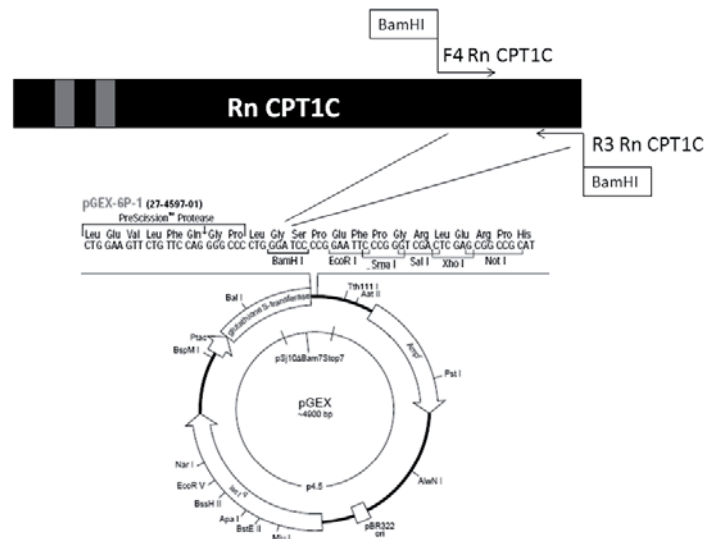 BamHI
F4 Rn CPT1C
Rn CPT1C
R3 Rn CPT1C
BamHI
pGEX-6P-1 (27-4597-01)
PreScission™ Protease
Leu Glu Val Leu Phe Gln Gly Pro Leu Gly Ser Pro Glu Phe Pro Gly Arg Leu Glu Arg Pro His
CTG GAA GTT CTG TTC CAG GGG CCC CTG GGA TCC CCG GAA TTC CCG GGT CGA CTC GAG CGG CCG CAT
BamH I
EcoR I
Sma I
Sal I
Xho I
Not I
Tth111 I
Aat II
Bal I
glutathione S-transferase
Ptac
BspM I
pSj10ΔBam7Stop7
Ampr
Pst I
pGEX
~4900 bp
Nar I
EcoR V
BssH II
Apa I
BstE II
Mlu I
lac Iq
p4.5
AlwN I
pBR322
ori